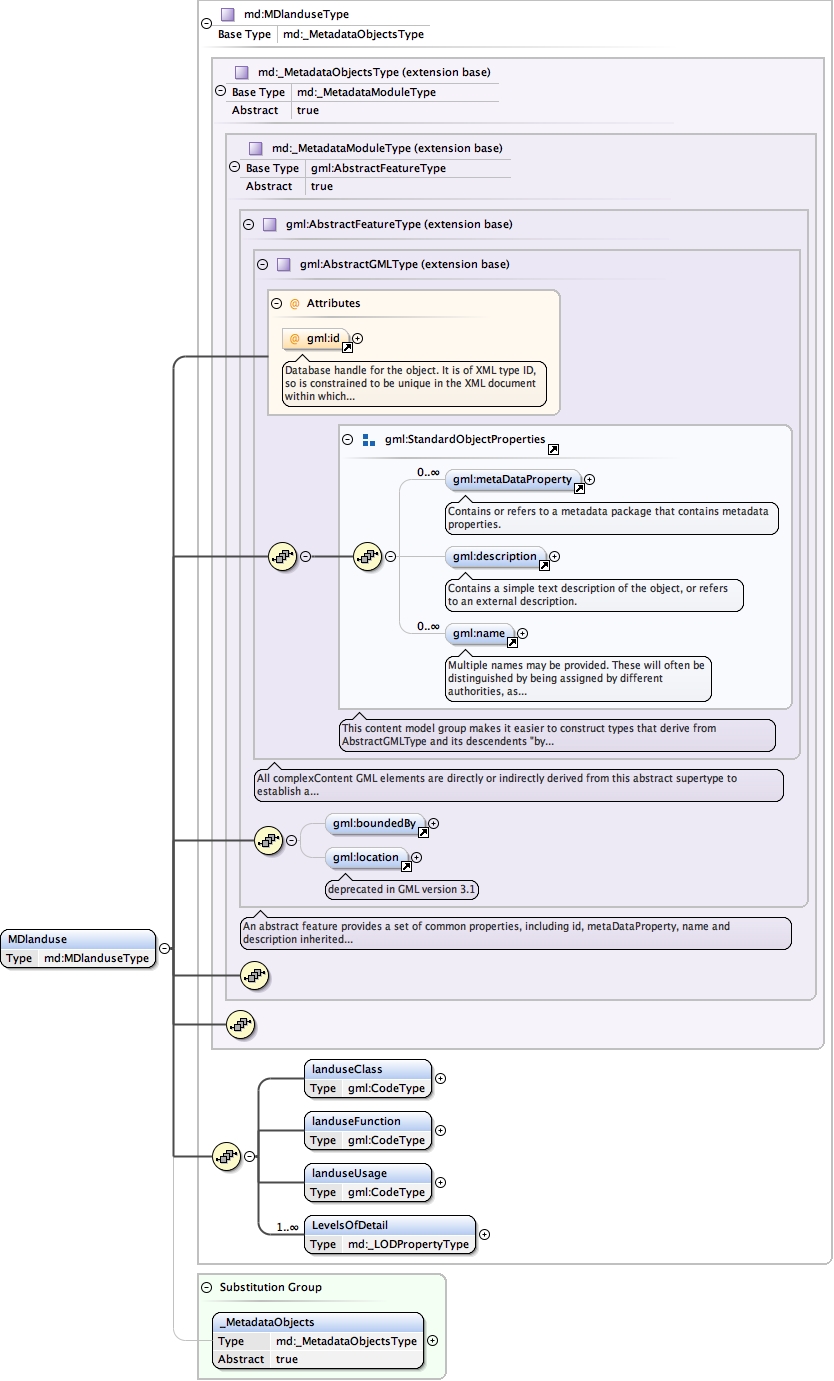 md:MDlanduseType
Base Type md:_MetadataObjectsType
md:_MetadataObjectsType (extension base)
Base Type md:_MetadataModuleType
Abstract true
md:_MetadataModuleType (extension base)
Base Type gml:AbstractFeatureType
Abstract true
gml:AbstractFeatureType (extension base)
gml:AbstractGMLType (extension base)
@ Attributes
@ gml:id
Database handle for the object. It is of XML type ID,
so is constrained to be unique in the XML document
within which...
gml:StandardObjectProperties
0..∞
gml:metaDataProperty
Contains or refers to a metadata package that contains metadata
properties.
gml:description
Contains a simple text description of the object, or refers
to an external description.
0..∞
gml:name
Multiple names may be provided. These will often be
distinguished by being assigned by different
authorities, as...
This content model group makes it easier to construct types that derive from
AbstractGMLType and its descendents "by...
All complexContent GML elements are directly or indirectly derived from this abstract supertype to
establish a...
gml:boundedBy
gml:location
deprecated in GML version 3.1
An abstract feature provides a set of common properties, including id, metaDataProperty, name and
description inherited...
MDlanduse
Type md:MDlanduseType
landuseClass
Type gml:CodeType
landuseFunction
Type gml:CodeType
landuseUsage
Type gml:CodeType
1..∞
LevelsOfDetail
Type md:_LODPropertyType
Substitution Group
_MetadataObjects
Type md:_MetadataObjectsType
Abstract true